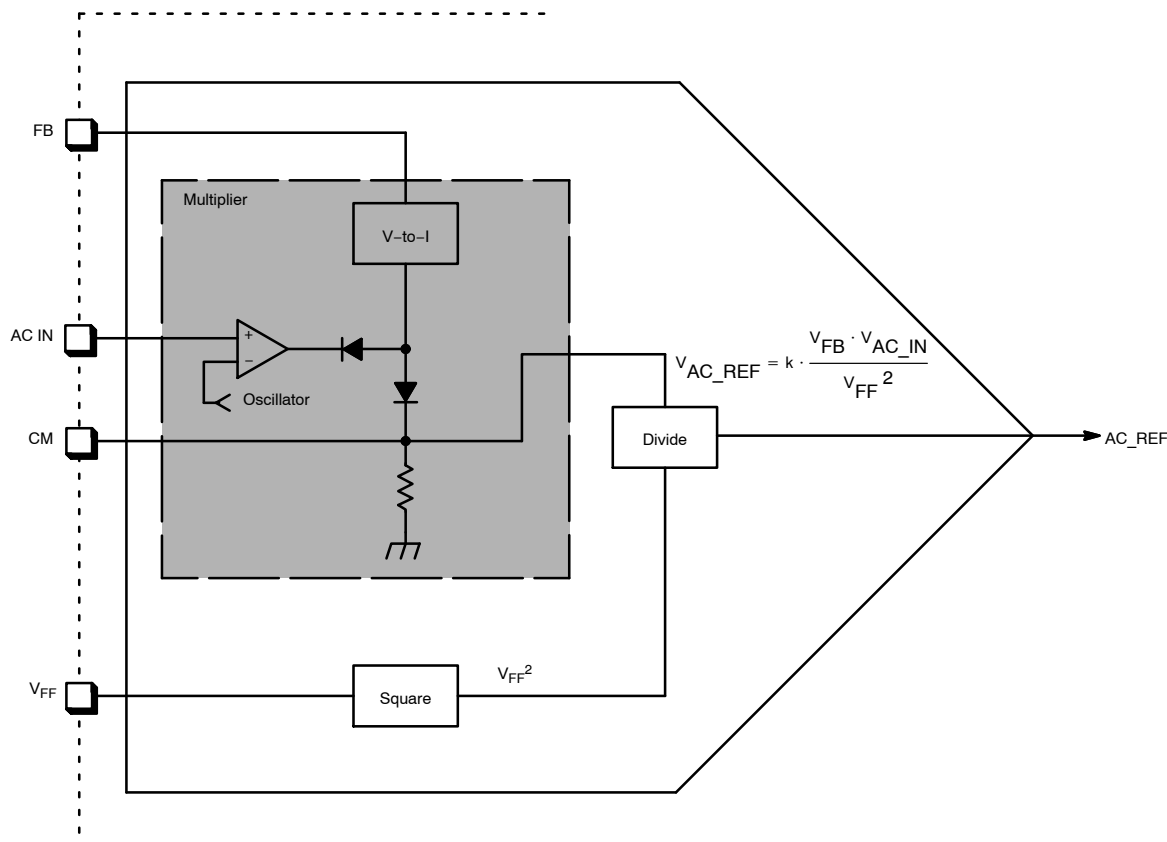 FB
Multiplier
V−to−I
AC IN
+
−
Oscillator
CM
V_AC_REF = k · V_FB · V_AC_IN / V_FF^2
Divide
AC_REF
V_FF
Square
V_FF^2